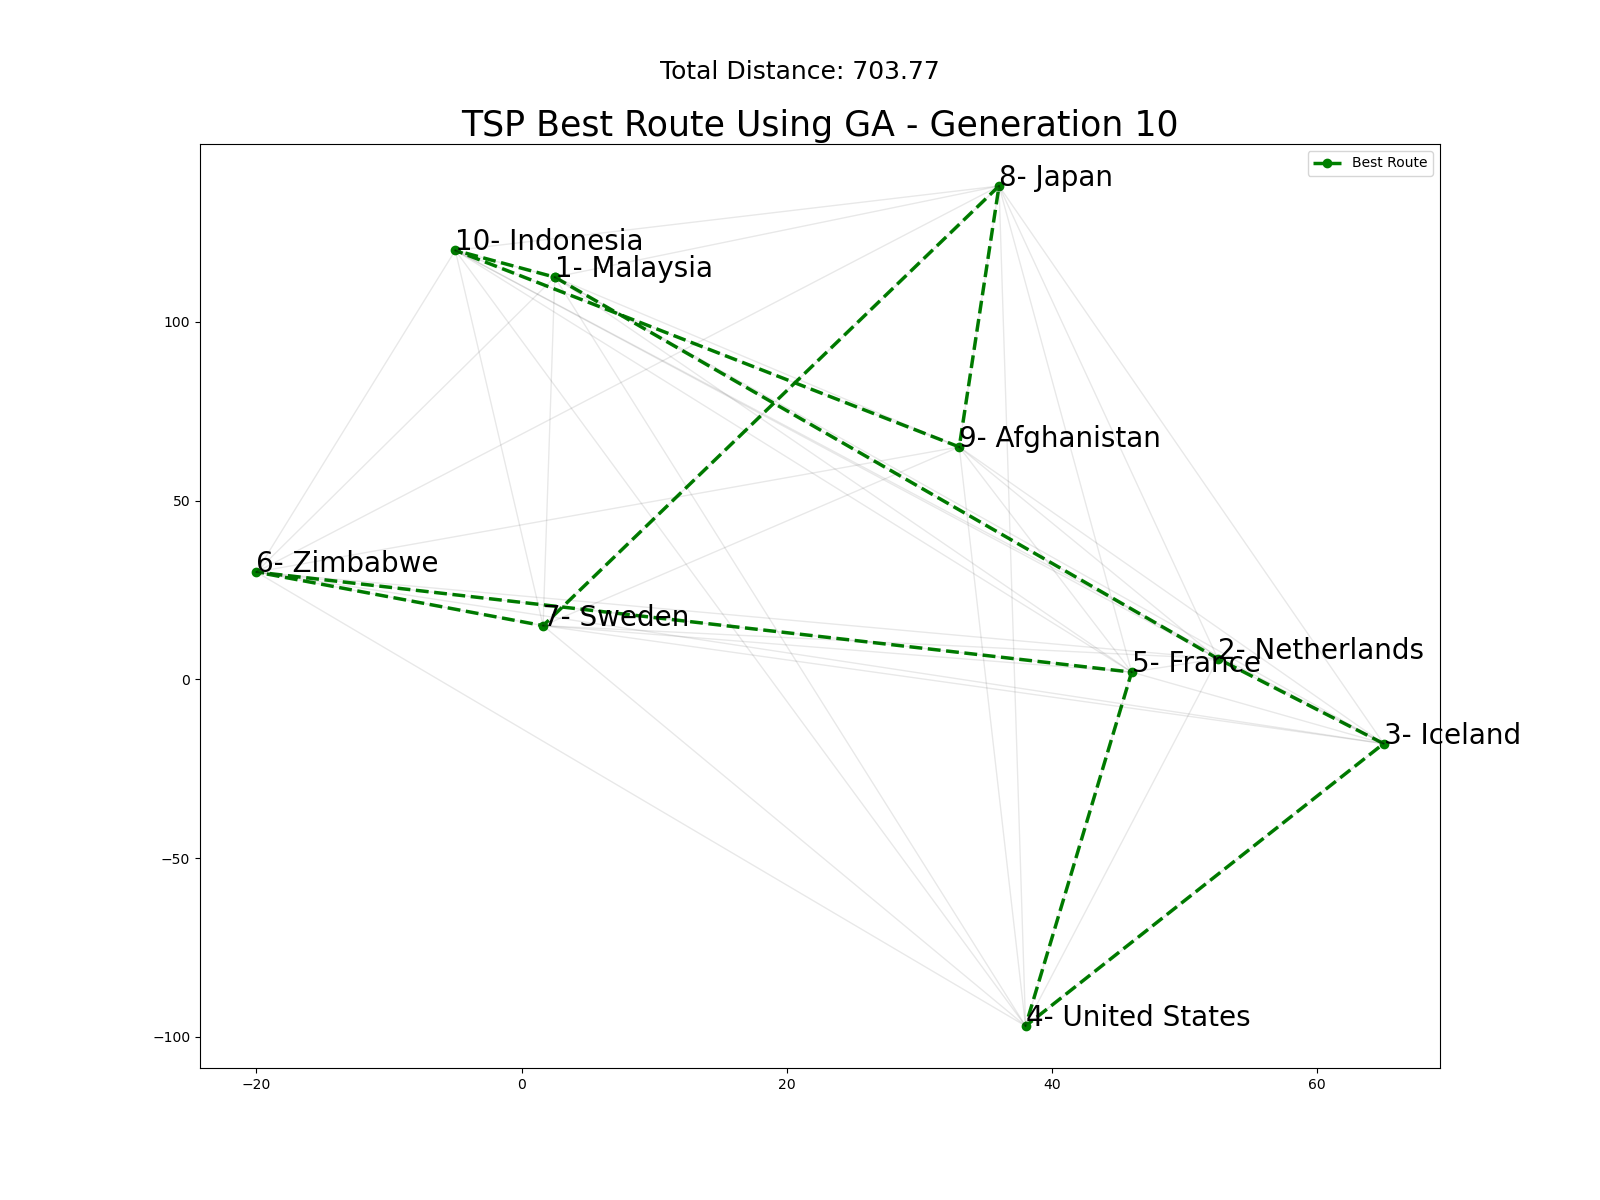 Total Distance: 703.77
TSP Best Route Using GA - Generation 10
Best Route
8- Japan
10- Indonesia
1- Malaysia
9- Afghanistan
6- Zimbabwe
7- Sweden
2- Netherlands
5- France
3- Iceland
4- United States
100
50
0
−50
−100
−20
0
20
40
60